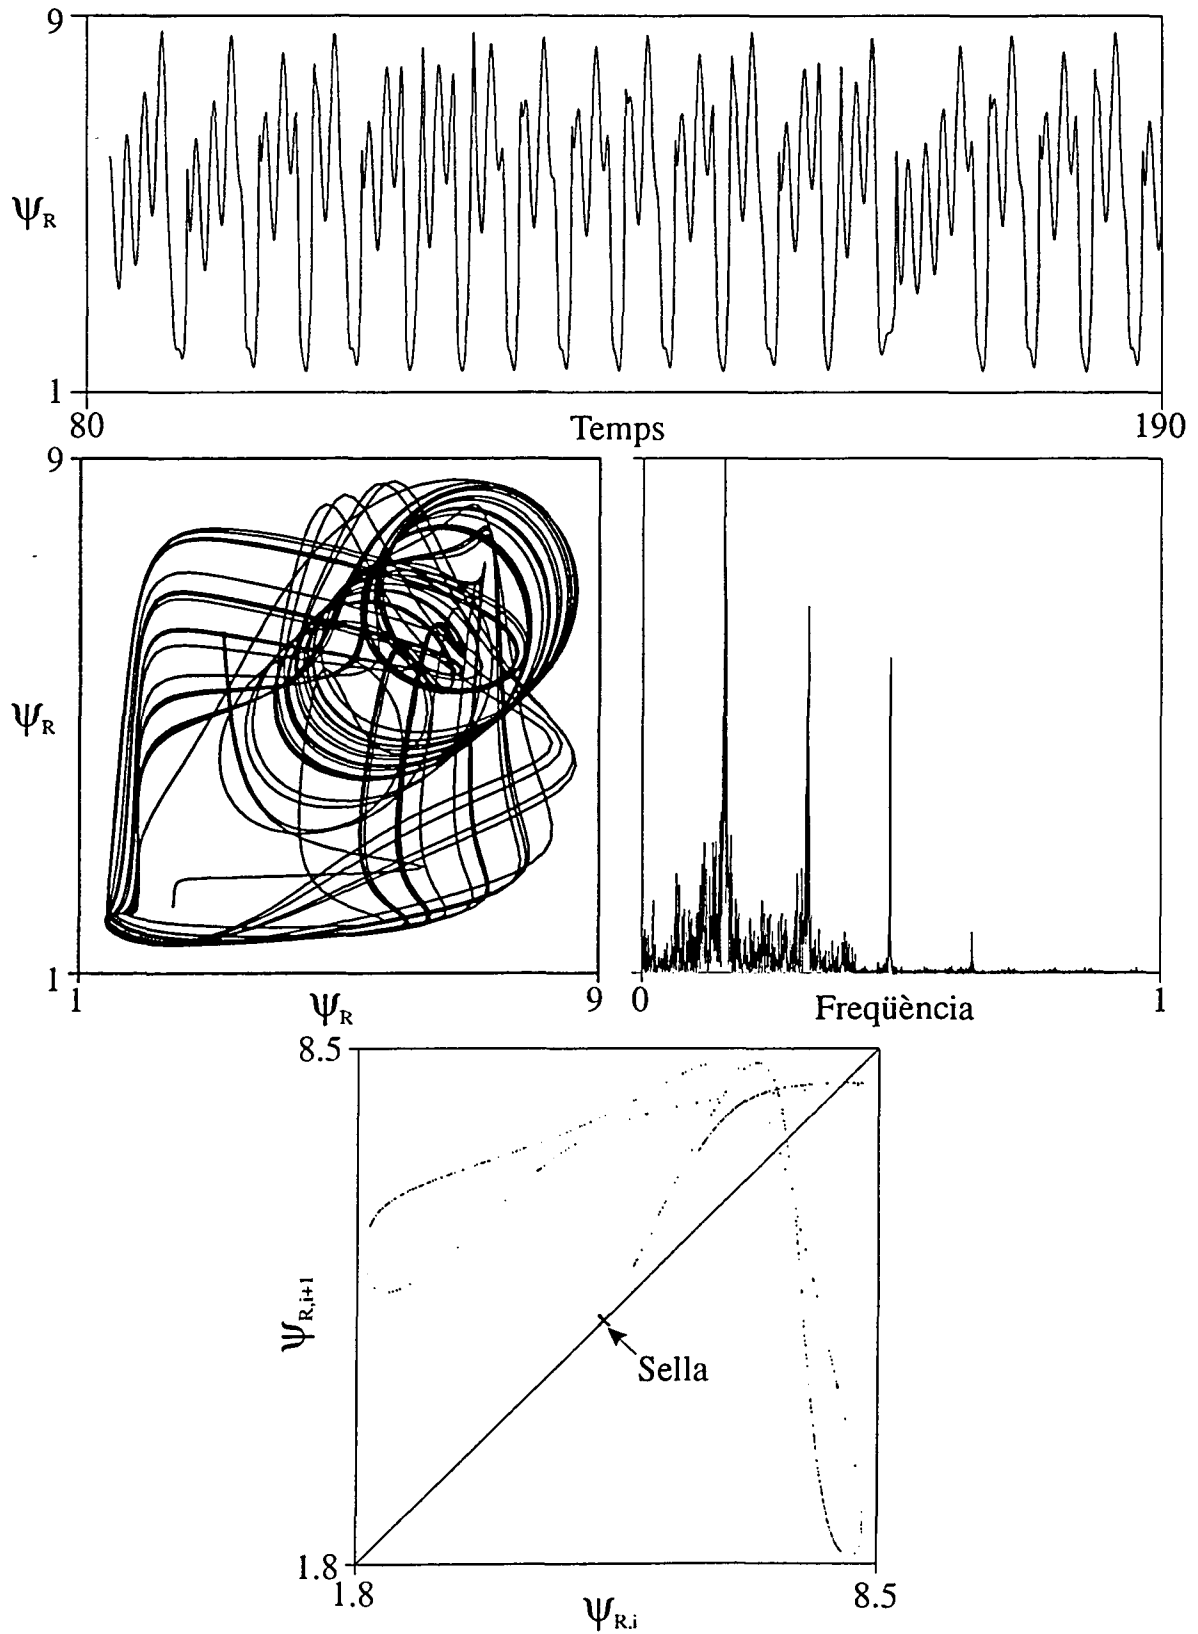 9
ψR
1
80 Temps 190
9
ψR
1
1 ψR 9
0 Freqüència 1
8.5
ψR,i+1
Sella
1.8
1.8 8.5
ψR,i